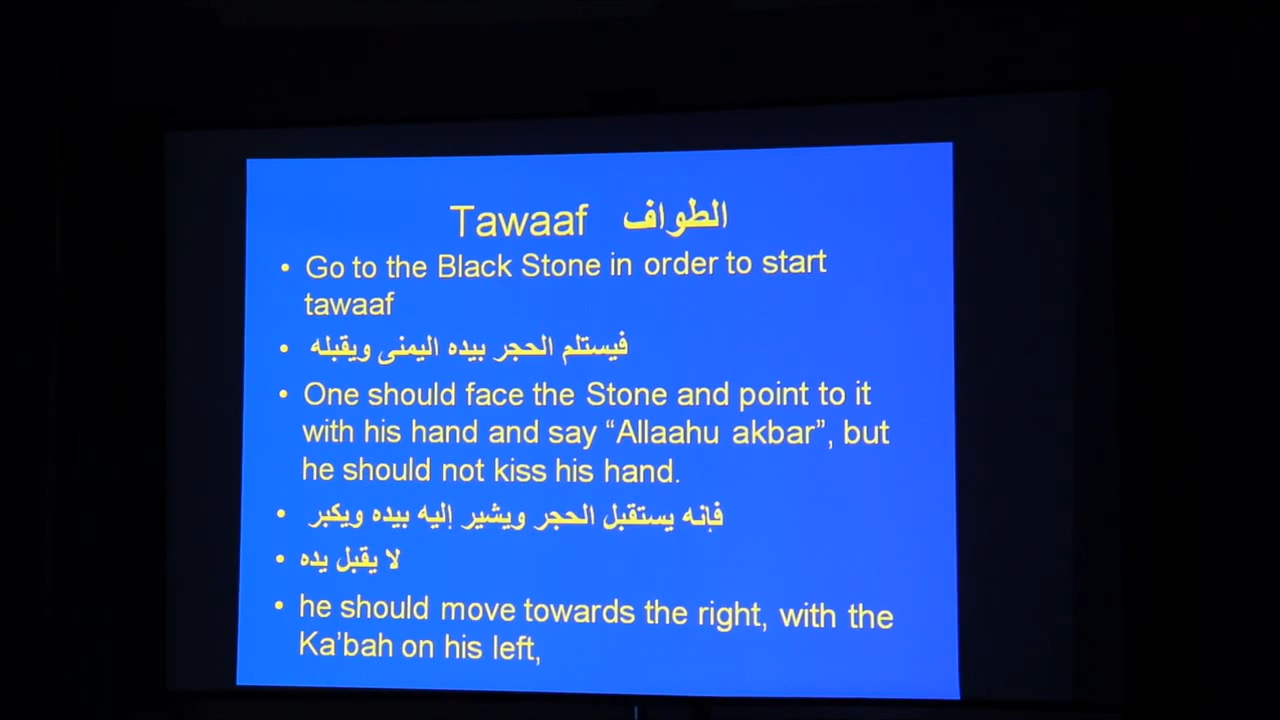 Tawaaf الطواف
• Go to the Black Stone in order to start
tawaaf
• فيستلم الحجر بيده اليمنى ويقبله
• One should face the Stone and point to it
with his hand and say “Allaahu akbar”, but
he should not kiss his hand.
• فإنه يستقبل الحجر ويشير إليه بيده ويكبر
• لا يقبل يده
• he should move towards the right, with the
Ka’bah on his left,